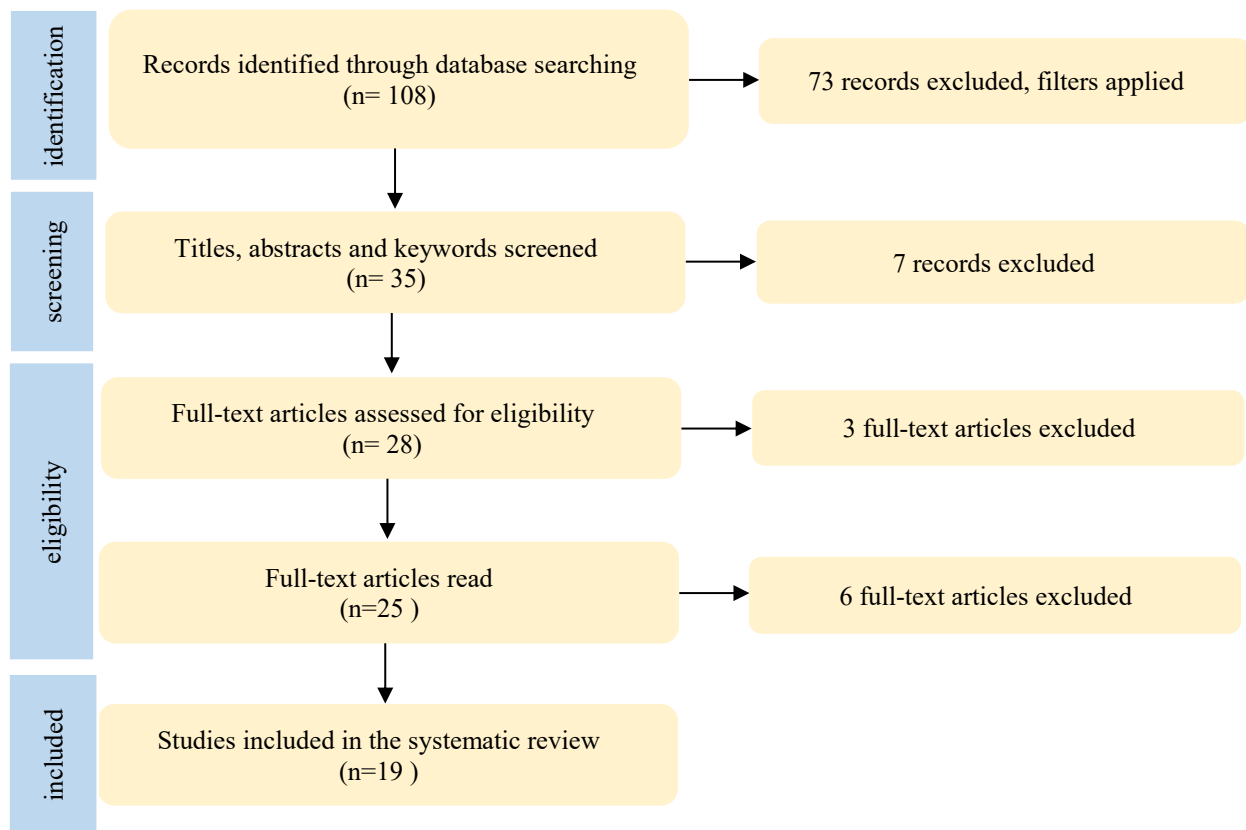 identification
Records identified through database searching
(n= 108)
73 records excluded, filters applied
screening
Titles, abstracts and keywords screened
(n= 35)
7 records excluded
eligibility
Full-text articles assessed for eligibility
(n= 28)
3 full-text articles excluded
Full-text articles read
(n=25 )
6 full-text articles excluded
included
Studies included in the systematic review
(n=19 )